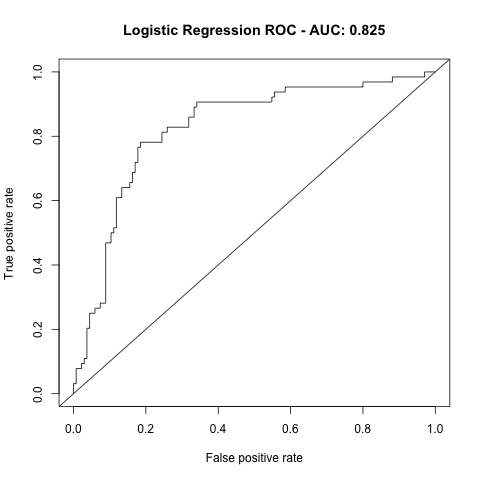 Logistic Regression ROC - AUC: 0.825
True positive rate
1.0
0.8
0.6
0.4
0.2
0.0
0.0 0.2 0.4 0.6 0.8 1.0
False positive rate